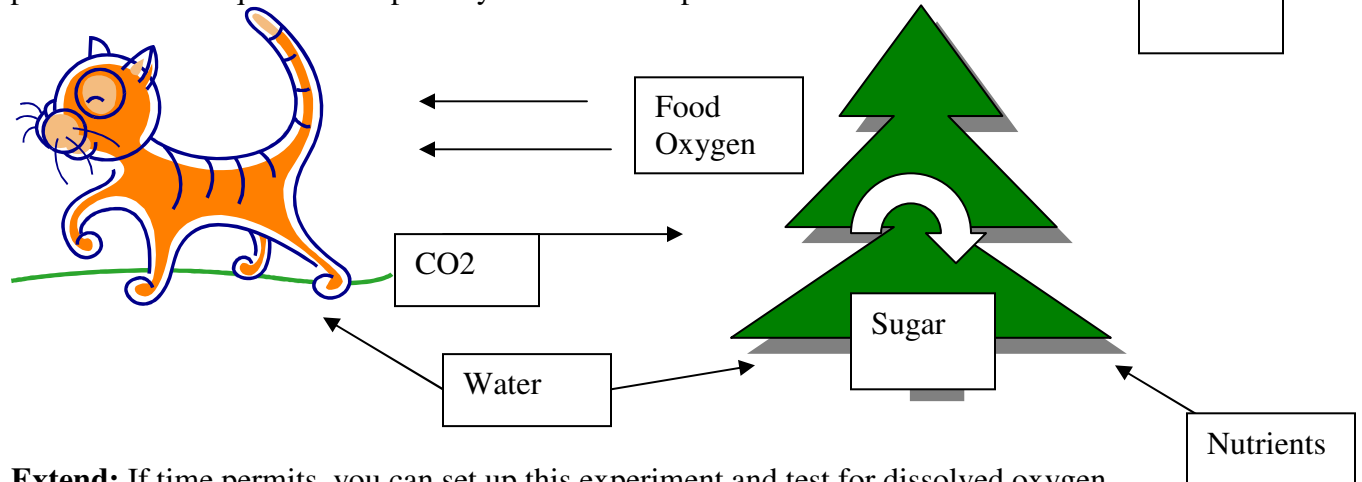 Food
Oxygen
CO2
Sugar
Water
Nutrients
Extend: If time permits, you can set up this experiment and test for dissolved oxygen